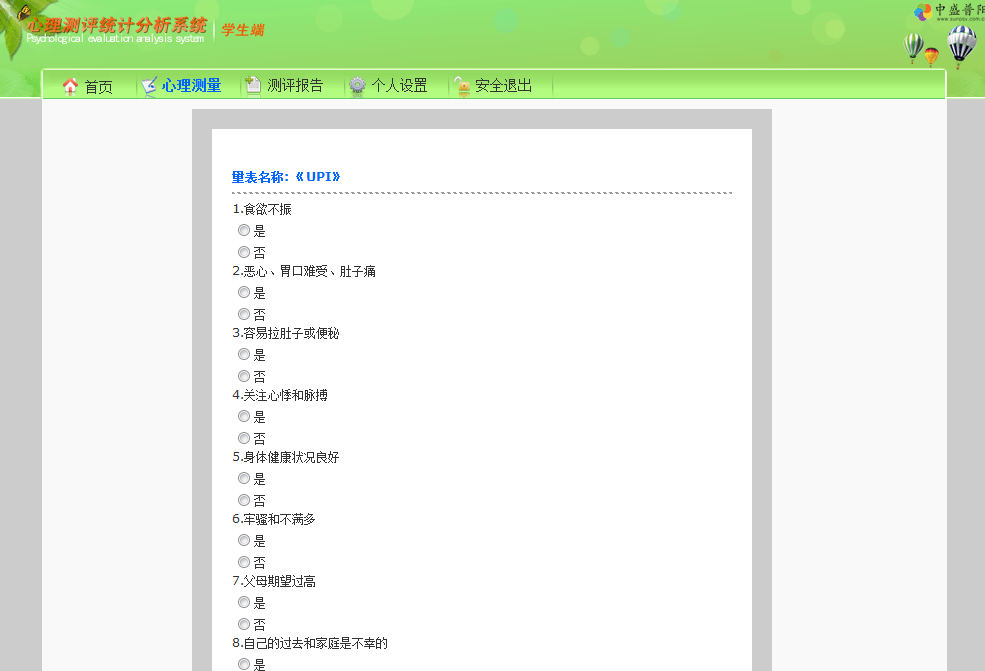 心理测评统计分析系统
学生端
Psychological evaluation analysis system
中盛普阳
首页 心理测量 测评报告 个人设置 安全退出
量表名称:《UPI》
1.食欲不振
是
否
2.恶心、胃口难受、肚子痛
是
否
3.容易拉肚子或便秘
是
否
4.关注心悸和脉搏
是
否
5.身体健康状况良好
是
否
6.牢骚和不满多
是
否
7.父母期望过高
是
否
8.自己的过去和家庭是不幸的
是